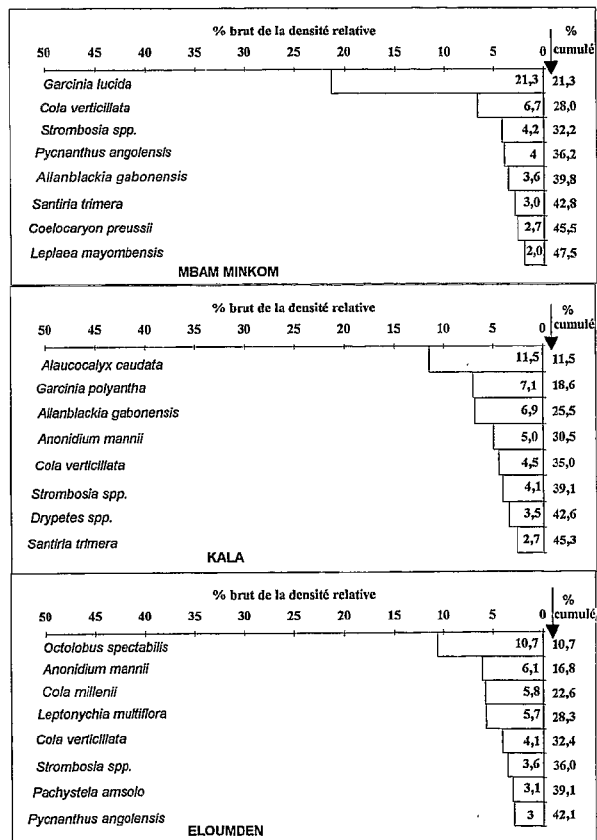 % brut de la densité relative %
50 45 40 35 30 25 20 15 10 5 0 cumulé
Garcinia lucida 21,3 21,3
Cola verticillata 6,7 28,0
Strombosia spp. 4,2 32,2
Pycnanthus angolensis 4 36,2
Allanblackia gabonensis 3,6 39,8
Santiria trimera 3,0 42,8
Coelocaryon preussii 2,7 45,5
Leplaea mayombensis 2,0 47,5
MBAM MINKOM
% brut de la densité relative %
50 45 40 35 30 25 20 15 10 5 0 cumulé
Alaucocalyx caudata 11,5 11,5
Garcinia polyantha 7,1 18,6
Allanblackia gabonensis 6,9 25,5
Anonidium mannii 5,0 30,5
Cola verticillata 4,5 35,0
Strombosia spp. 4,1 39,1
Drypetes spp. 3,5 42,6
Santiria trimera 2,7 45,3
KALA
% brut de la densité relative %
50 45 40 35 30 25 20 15 10 5 0 cumulé
Octolobus spectabilis 10,7 10,7
Anonidium mannii 6,1 16,8
Cola millenii 5,8 22,6
Leptonychia multiflora 5,7 28,3
Cola verticillata 4,1 32,4
Strombosia spp. 3,6 36,0
Pachystela amsolo 3,1 39,1
Pycnanthus angolensis 3 42,1
ELOUMDEN